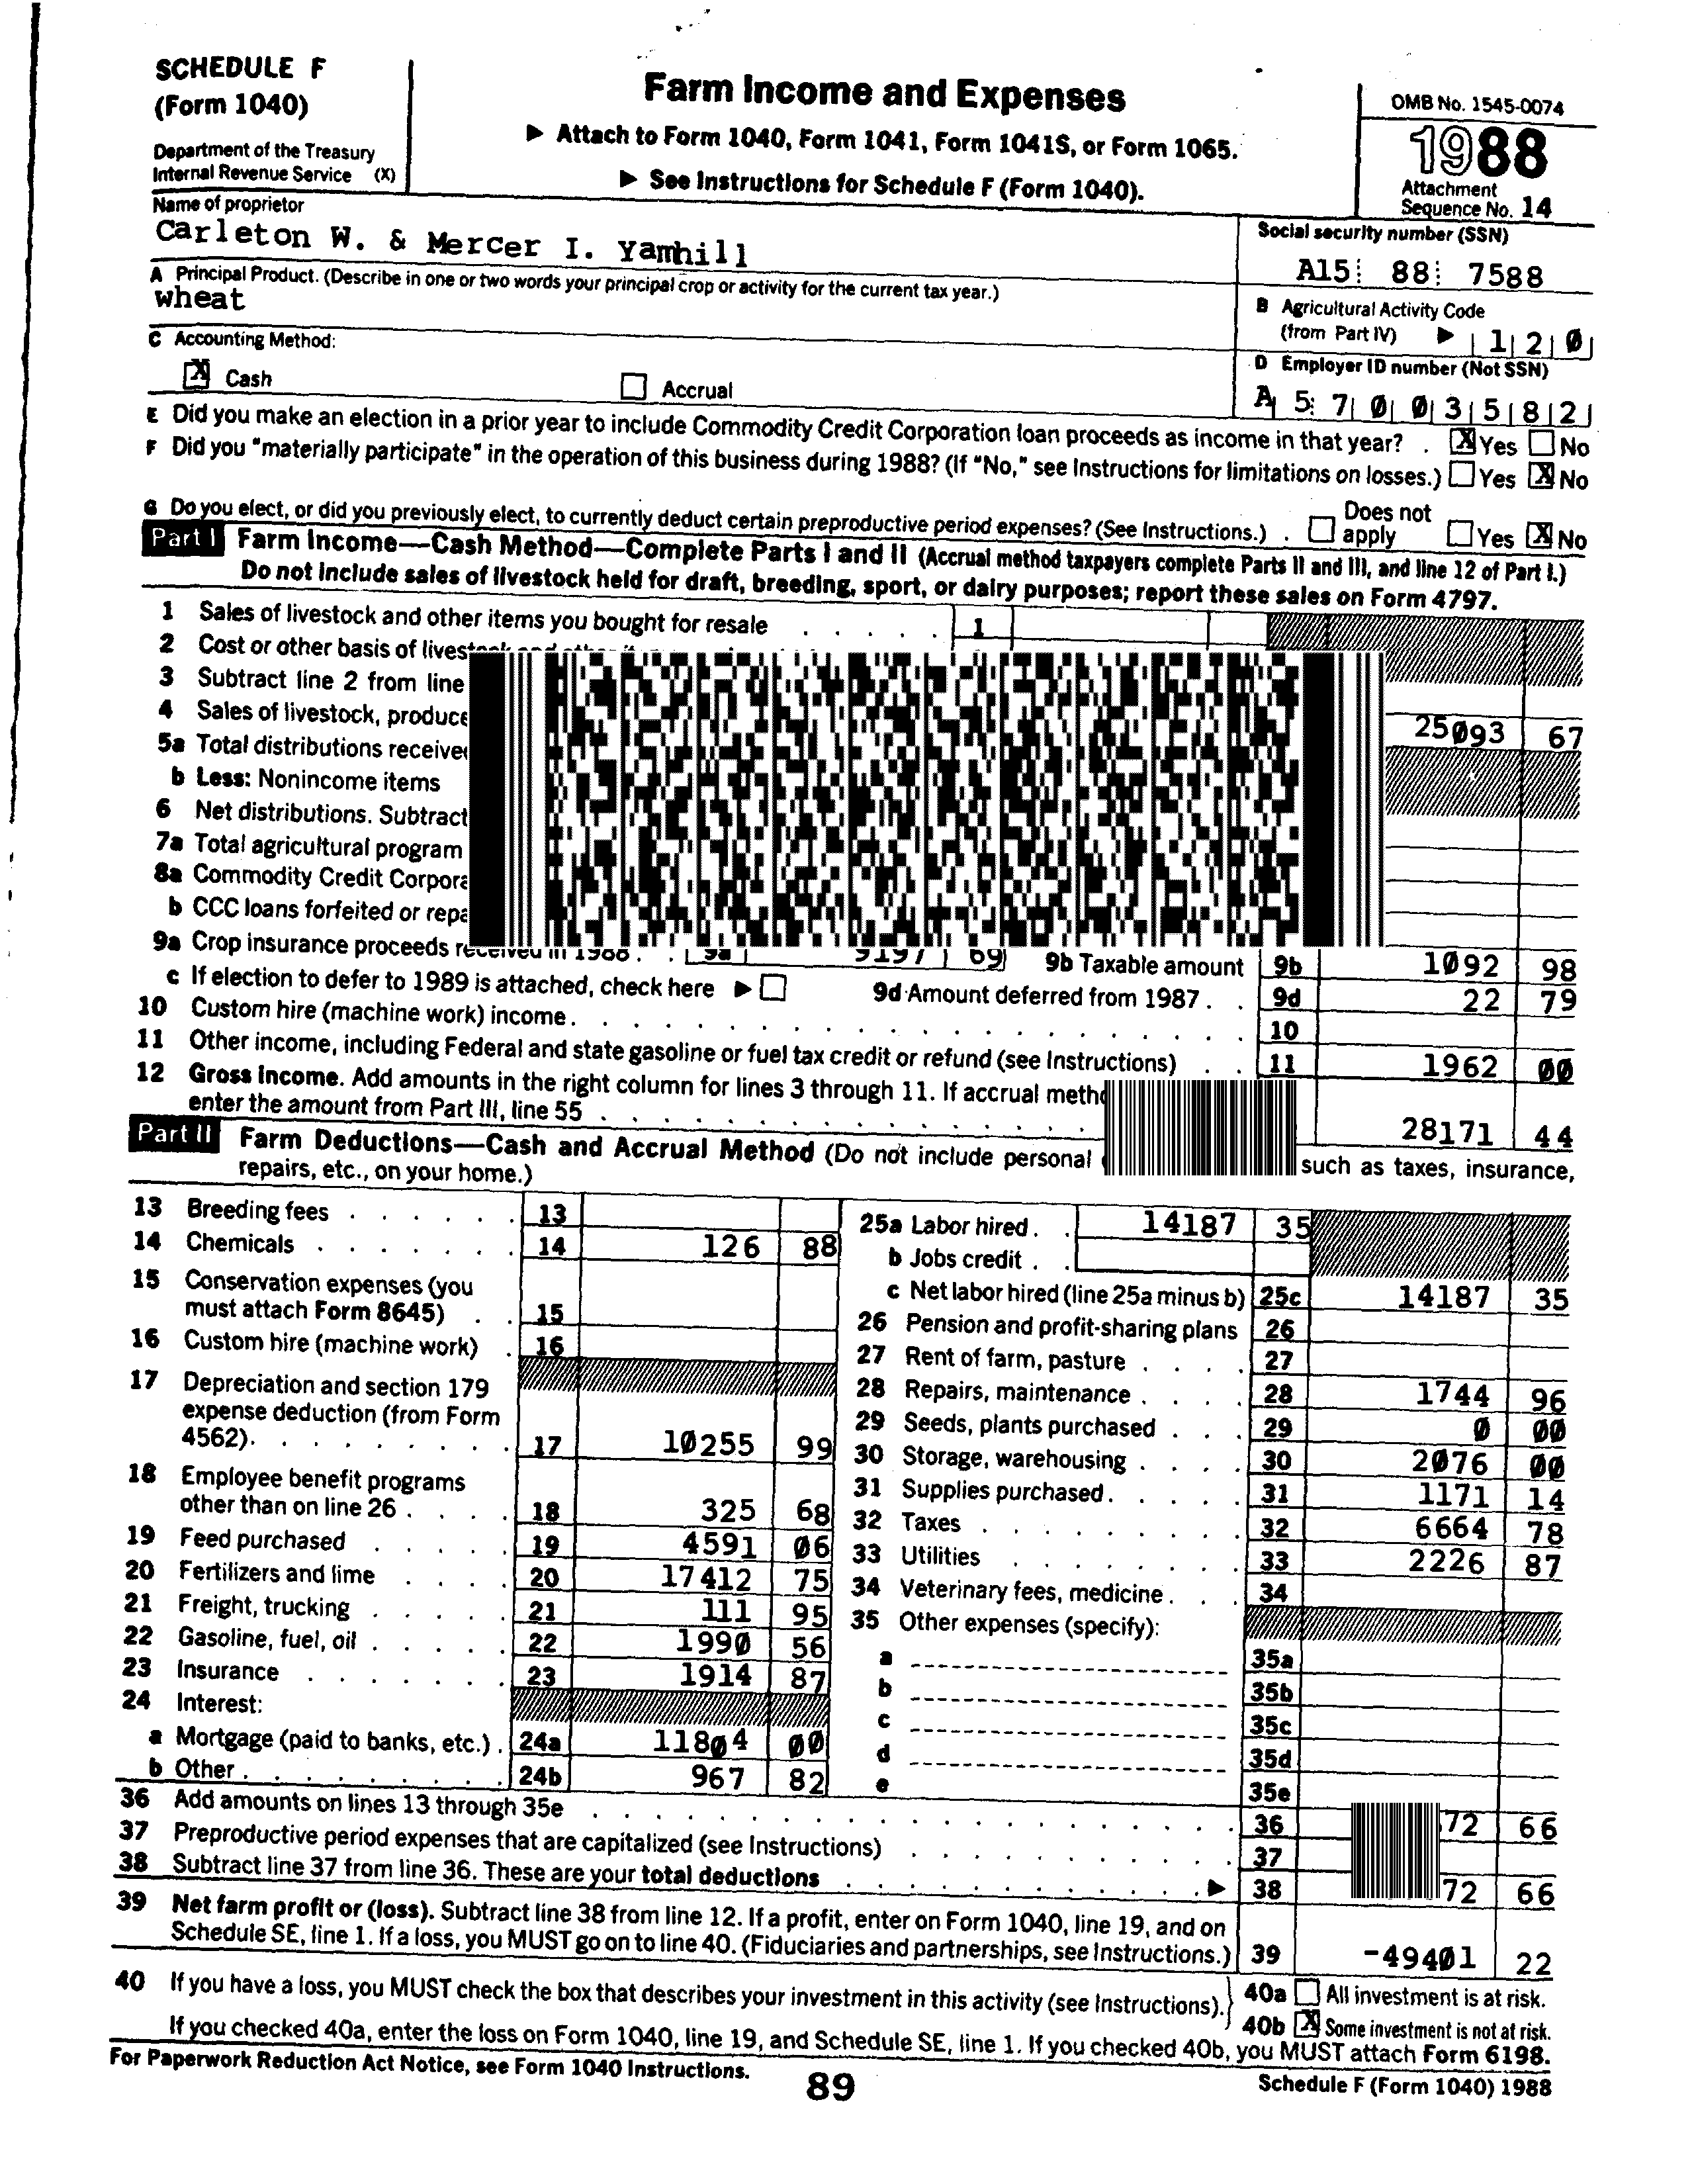 SCHEDULE F
(Form 1040)
Department of the Treasury
Internal Revenue Service (X)
Farm Income and Expenses
▶ Attach to Form 1040, Form 1041, Form 1041S, or Form 1065.
▶ See Instructions for Schedule F (Form 1040).
OMB No. 1545-0074
1988
Attachment
Sequence No. 14
Name of proprietor
Carleton W. & Mercer I. Yamhill
Social security number (SSN)
A15 88 7588
A Principal Product. (Describe in one or two words your principal crop or activity for the current tax year.)
wheat
B Agricultural Activity Code
(from Part IV) ▶ 1 2 0
C Accounting Method:
X Cash Accrual
D Employer ID number (Not SSN)
A 5 7 0 0 3 5 8 2
E Did you make an election in a prior year to include Commodity Credit Corporation loan proceeds as income in that year? . X Yes No
F Did you "materially participate" in the operation of this business during 1988? (If "No," see Instructions for limitations on losses.) Yes X No
G Do you elect, or did you previously elect, to currently deduct certain preproductive period expenses? (See Instructions.) . Does not apply Yes X No
Part I Farm Income—Cash Method—Complete Parts I and II (Accrual method taxpayers complete Parts II and III, and line 12 of Part I.)
Do not include sales of livestock held for draft, breeding, sport, or dairy purposes; report these sales on Form 4797.
1 Sales of livestock and other items you bought for resale . . . . . 1
2 Cost or other basis of
3 Subtract line 2 from line
4 Sales of livestock, 25093 67
5a Total distributions
b Less: Nonincome items
6 Net distributions. Subtract
7a Total agricultural program
8a Commodity Credit
b CCC loans forfeited or
9a Crop insurance proceeds received in 1988 . . 9a 9197 69 9b Taxable amount 9b 1092 98
c If election to defer to 1989 is attached, check here ▶ 9d Amount deferred from 1987 . . 9d 22 79
10 Custom hire (machine work) income . . . 10
11 Other income, including Federal and state gasoline or fuel tax credit or refund (see Instructions) . . 11 1962 00
12 Gross income. Add amounts in the right column for lines 3 through 11. If accrual
enter the amount from Part III, line 55 . . . 28171 44
Part II Farm Deductions—Cash and Accrual Method (Do not include personal such as taxes, insurance,
repairs, etc., on your home.)
13 Breeding fees . . . 13
14 Chemicals . . . 14 126 88
15 Conservation expenses (you
must attach Form 8645) . . 15
16 Custom hire (machine work) . 16
17 Depreciation and section 179
expense deduction (from Form
4562). . . . 17 10255 99
18 Employee benefit programs
other than on line 26 . . . . 18 325 68
19 Feed purchased . . . 19 4591 06
20 Fertilizers and lime . . . . 20 17412 75
21 Freight, trucking . . . 21 111 95
22 Gasoline, fuel, oil . . . 22 1990 56
23 Insurance . . . 23 1914 87
24 Interest:
a Mortgage (paid to banks, etc.) . 24a 11804 00
b Other . . . 24b 967 82
25a Labor hired . . 14187 35
b Jobs credit . .
c Net labor hired (line 25a minus b) 25c 14187 35
26 Pension and profit-sharing plans 26
27 Rent of farm, pasture . . . . 27
28 Repairs, maintenance . . . . 28 1744 96
29 Seeds, plants purchased . . . 29 0 00
30 Storage, warehousing . . . . 30 2076 00
31 Supplies purchased . . . 31 1171 14
32 Taxes . . . 32 6664 78
33 Utilities . . . 33 2226 87
34 Veterinary fees, medicine . . . 34
35 Other expenses (specify):
a 35a
b 35b
c 35c
d 35d
e 35e
36 Add amounts on lines 13 through 35e . . . 36 72 66
37 Preproductive period expenses that are capitalized (see Instructions) . . . 37
38 Subtract line 37 from line 36. These are your total deductions . . . ▶ 38 72 66
39 Net farm profit or (loss). Subtract line 38 from line 12. If a profit, enter on Form 1040, line 19, and on
Schedule SE, line 1. If a loss, you MUST go on to line 40. (Fiduciaries and partnerships, see Instructions.) 39 -49401 22
40 If you have a loss, you MUST check the box that describes your investment in this activity (see Instructions). 40a All investment is at risk.
40b X Some investment is not at risk.
If you checked 40a, enter the loss on Form 1040, line 19, and Schedule SE, line 1. If you checked 40b, you MUST attach Form 6198.
For Paperwork Reduction Act Notice, see Form 1040 Instructions.
89
Schedule F (Form 1040) 1988